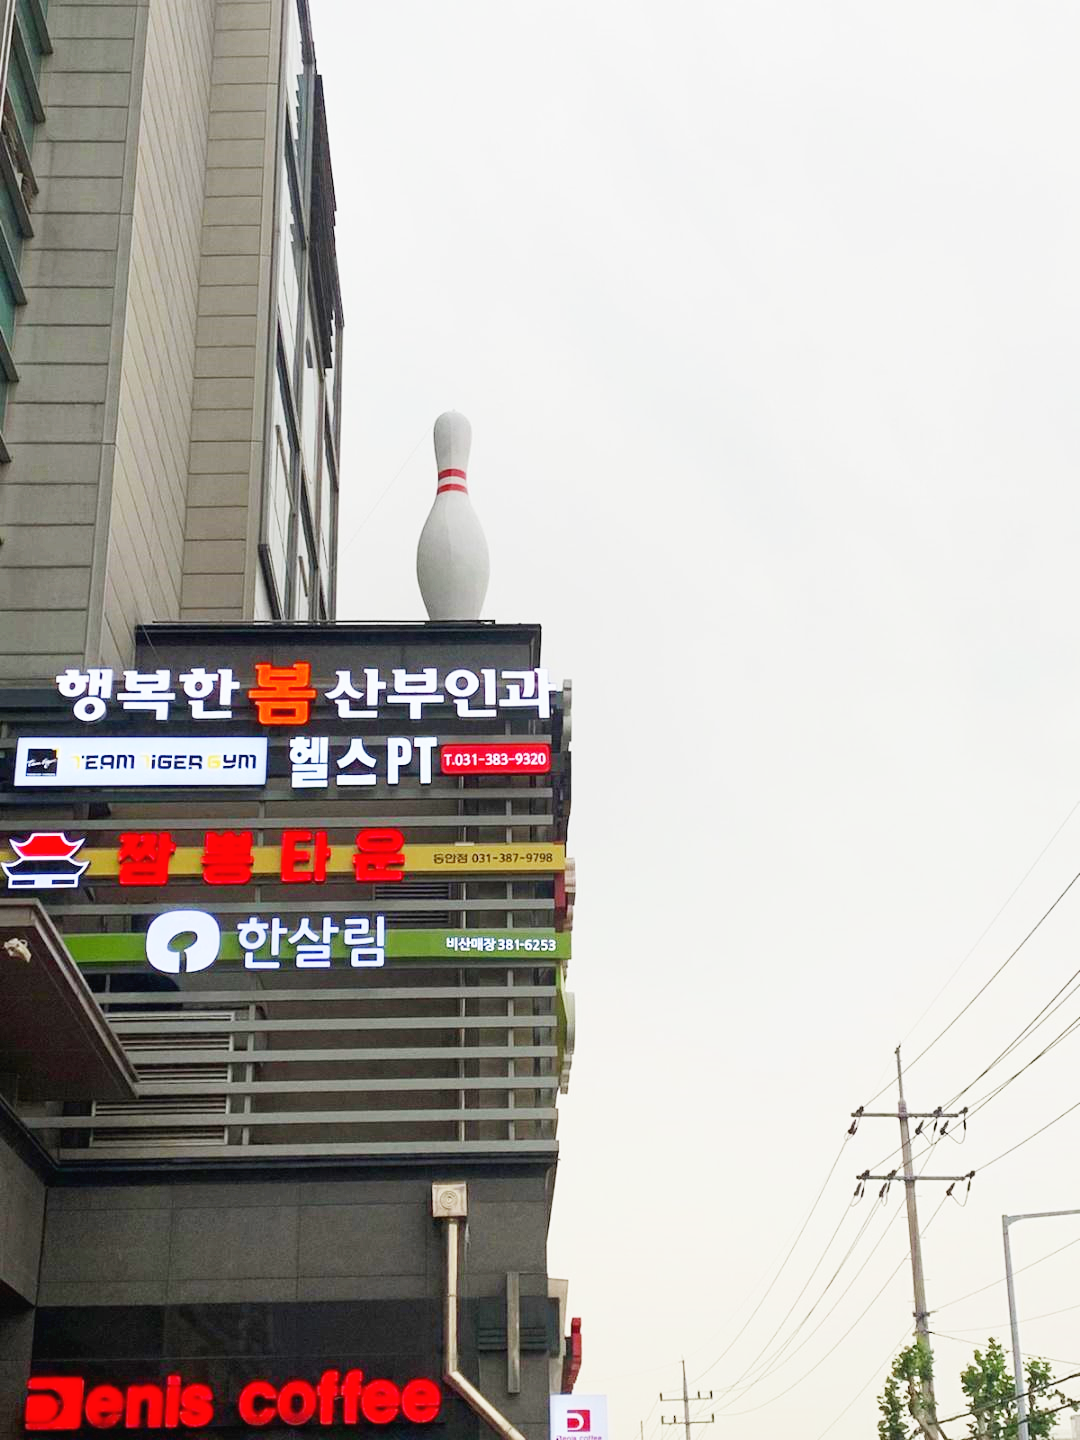 행복한 봄 산부인과
TEAM TIGER GYM 헬스PT T.031-383-9320
짬뽕타운 동안점 031-387-9798
한살림 비산매장 381-6253
Denis coffee
Denis coffee